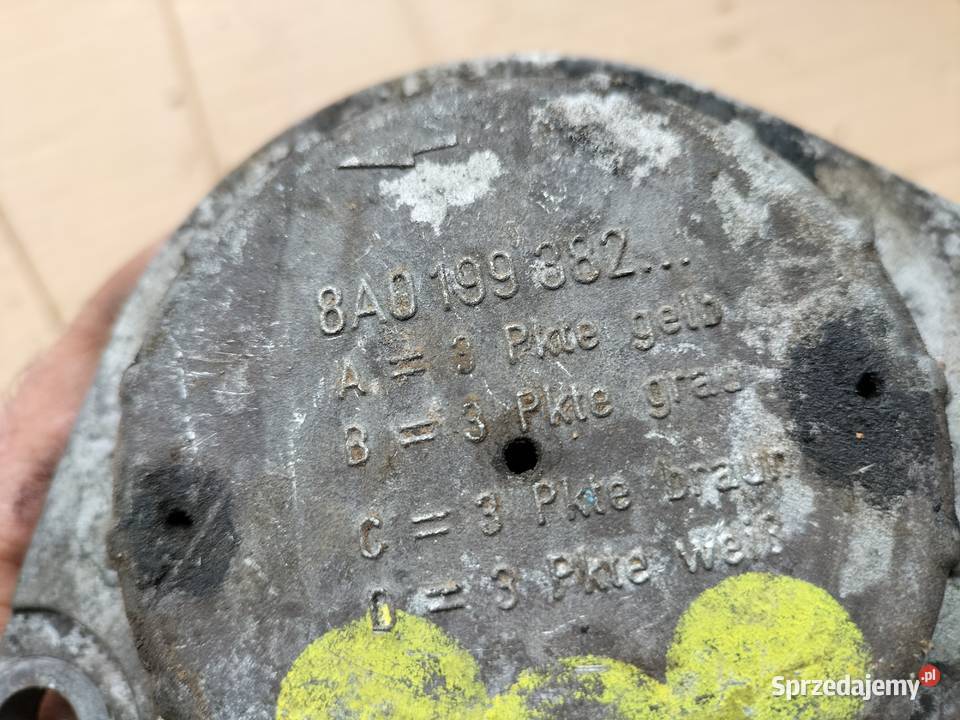 8A0 199 382...
A = 3 Pkte gelb
B = 3 Pkte grau
C = 3 Pkte braun
D = 3 Pkte weiß
Sprzedajemy.pl